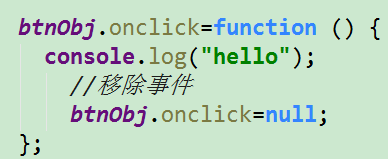 btnObj.onclick=function () {
console.log("hello");
//移除事件
btnObj.onclick=null;
};